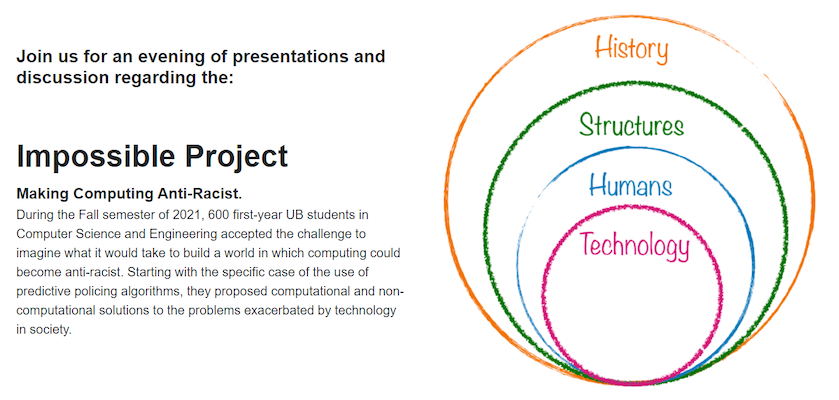 Join us for an evening of presentations and
discussion regarding the:
Impossible Project
Making Computing Anti-Racist.
During the Fall semester of 2021, 600 first-year UB students in
Computer Science and Engineering accepted the challenge to
imagine what it would take to build a world in which computing could
become anti-racist. Starting with the specific case of the use of
predictive policing algorithms, they proposed computational and non-
computational solutions to the problems exacerbated by technology
in society.
History
Structures
Humans
Technology